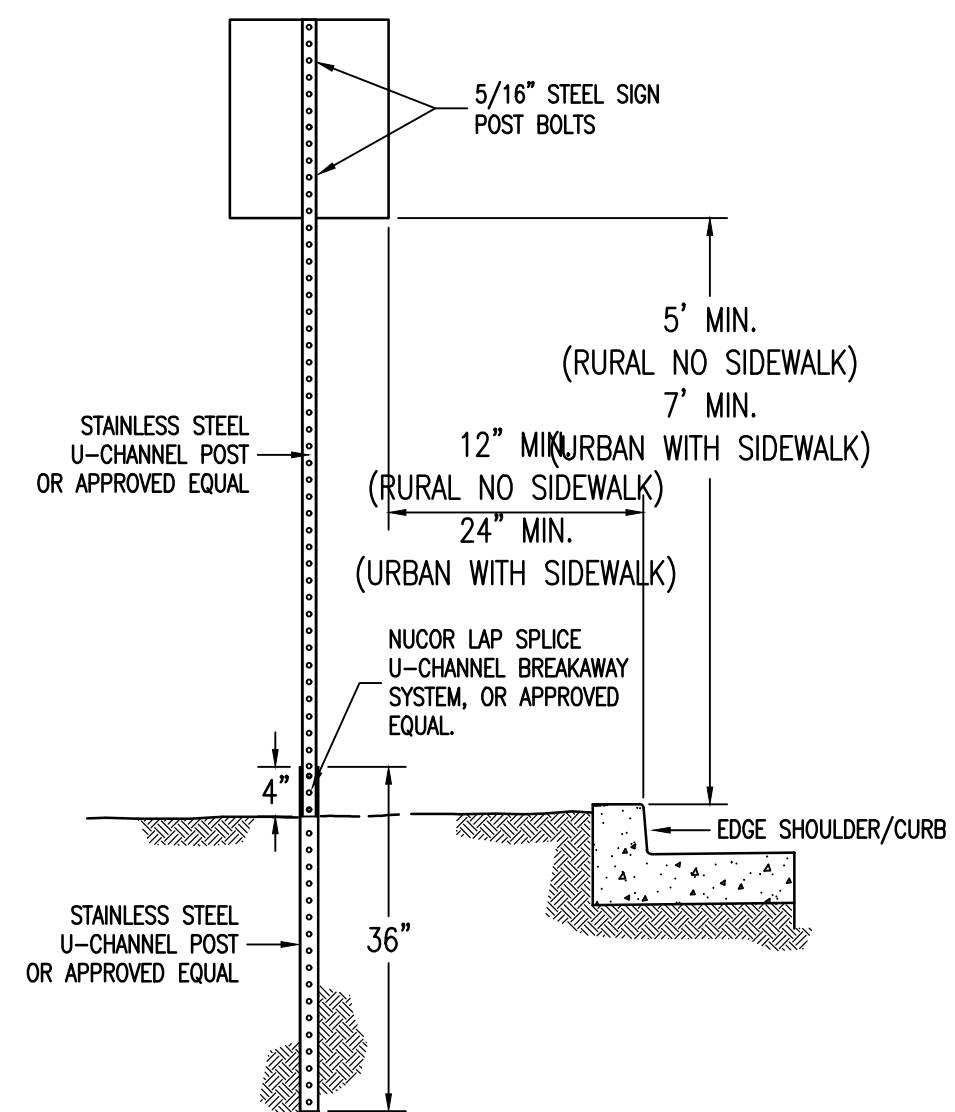 5/16" STEEL SIGN
POST BOLTS
5' MIN.
(RURAL NO SIDEWALK)
7' MIN.
(URBAN WITH SIDEWALK)
STAINLESS STEEL
U-CHANNEL POST
OR APPROVED EQUAL
12" MIN.
(RURAL NO SIDEWALK)
24" MIN.
(URBAN WITH SIDEWALK)
NUCOR LAP SPLICE
U-CHANNEL BREAKAWAY
SYSTEM, OR APPROVED
EQUAL.
4"
EDGE SHOULDER/CURB
STAINLESS STEEL
U-CHANNEL POST
OR APPROVED EQUAL
36"